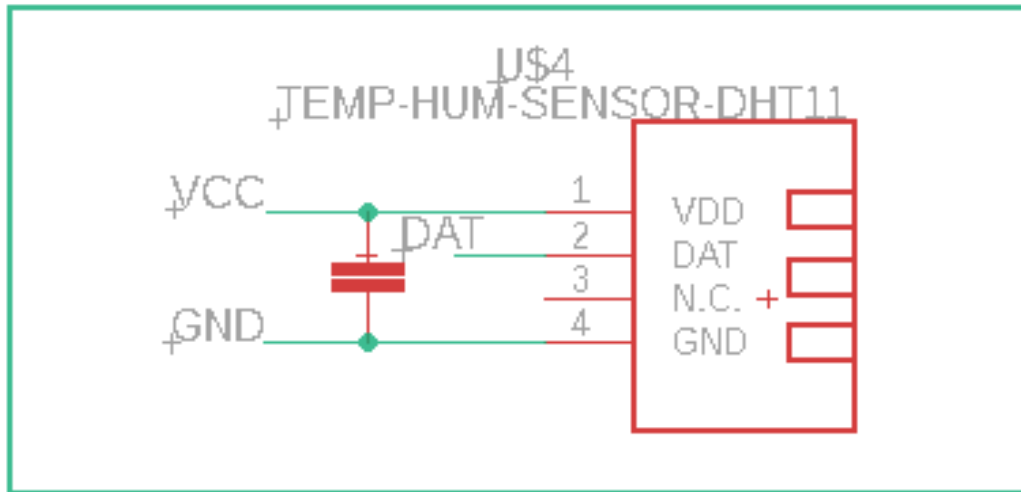 U$4
TEMP-HUM-SENSOR-DHT11
VCC 1 VDD
DAT 2 DAT
3 N.C.
GND 4 GND